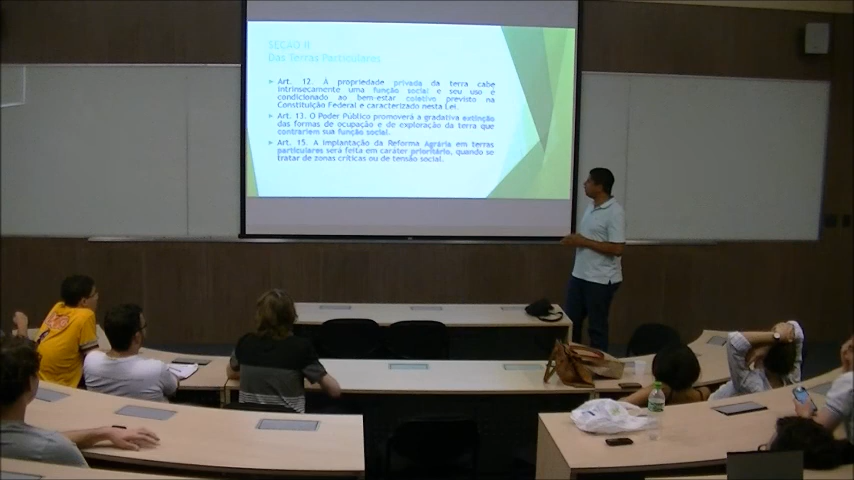 SEÇÃO II
Das Terras Particulares
Art. 12. À propriedade privada da terra cabe
intrinsecamente uma função social e seu uso é
condicionado ao bem-estar coletivo previsto na
Constituição Federal e caracterizado nesta Lei.
Art. 13. O Poder Público promoverá a gradativa extinção
das formas de ocupação e de exploração da terra que
contrariem sua função social.
Art. 15. A implantação da Reforma Agrária em terras
particulares será feita em caráter prioritário, quando se
tratar de zonas críticas ou de tensão social.